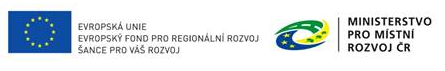 EVROPSKÁ UNIE
EVROPSKÝ FOND PRO REGIONÁLNÍ ROZVOJ
ŠANCE PRO VÁŠ ROZVOJ
MINISTERSTVO
PRO MÍSTNÍ
ROZVOJ ČR